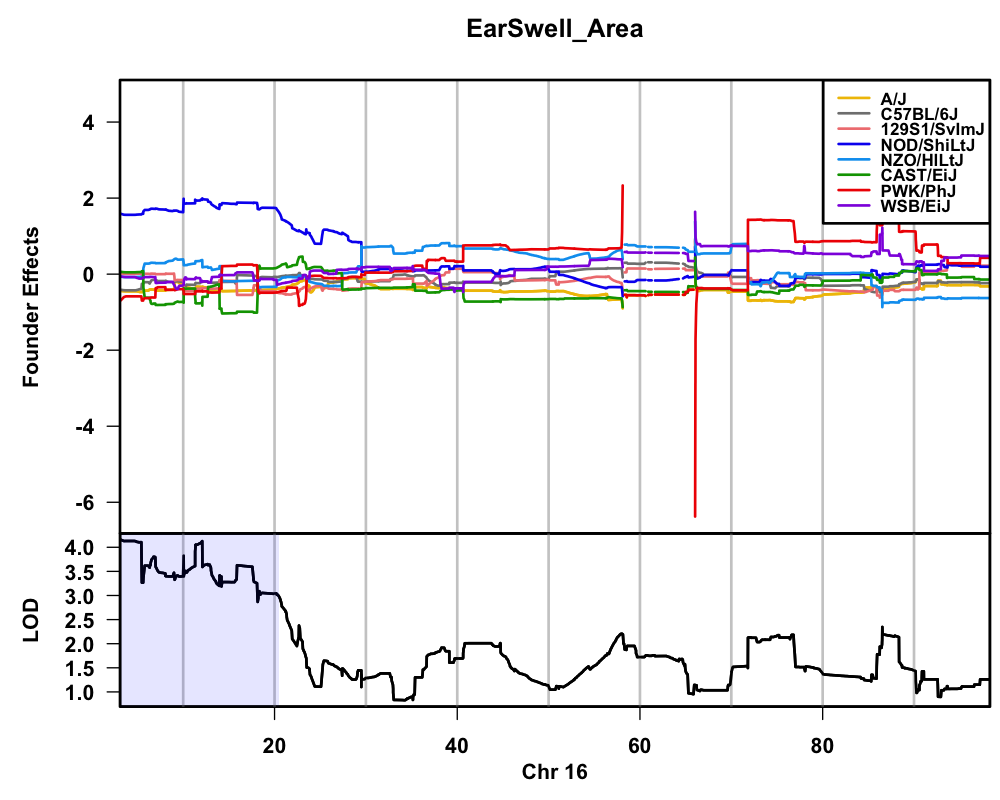 EarSwell_Area
A/J
C57BL/6J
129S1/SvImJ
NOD/ShiLtJ
NZO/HlLtJ
CAST/EiJ
PWK/PhJ
WSB/EiJ
Founder Effects
4
2
0
-2
-4
-6
LOD
4.0
3.5
3.0
2.5
2.0
1.5
1.0
20 40 60 80
Chr 16